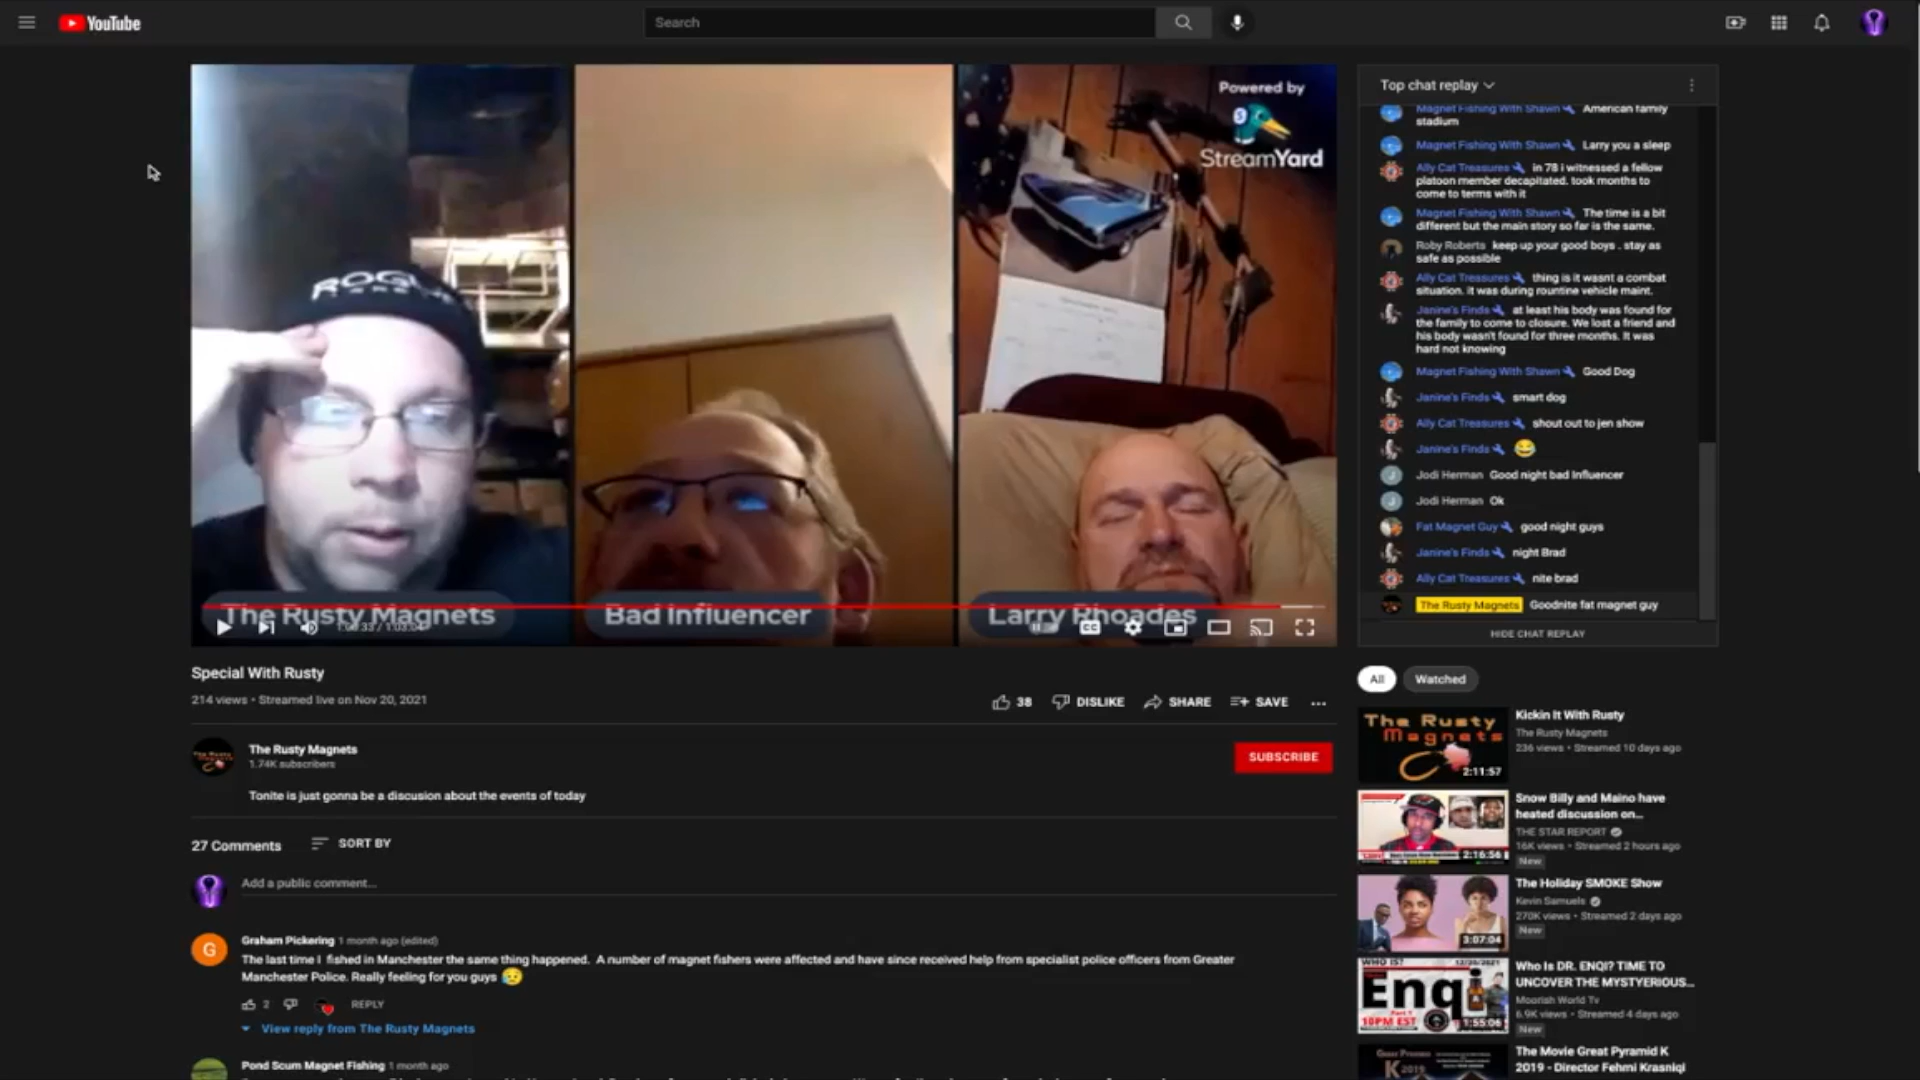 YouTube
Search
Powered by
StreamYard
The Rusty Magnets
Bad Influencer
Larry Rhoades
Special With Rusty
214 views • Streamed live on Nov 20, 2021
38
DISLIKE
SHARE
SAVE
The Rusty Magnets
1.74K subscribers
SUBSCRIBE
Tonite is just gonna be a discusion about the events of today
27 Comments
SORT BY
Add a public comment...
Graham Pickering 1 month ago (edited)
The last time I fished in Manchester the same thing happened. A number of magnet fishers were affected and have since received help from specialist police officers from Greater
Manchester Police. Really feeling for you guys 😥
2
REPLY
View reply from The Rusty Magnets
Pond Scum Magnet Fishing 1 month ago
Top chat replay
Magnet Fishing With Shawn American family
stadium
Magnet Fishing With Shawn Larry you a sleep
Ally Cat Treasures in 78 i witnessed a fellow
platoon member decapitated. took months to
come to terms with it
Magnet Fishing With Shawn The time is a bit
different but the main story so far is the same.
Roby Roberts keep up your good boys . stay as
safe as possible
Ally Cat Treasures thing is it wasnt a combat
situation. it was during rountine vehicle maint.
Janine's Finds at least his body was found for
the family to come to closure. We lost a friend and
his body wasn't found for three months. It was
hard not knowing
Magnet Fishing With Shawn Good Dog
Janine's Finds smart dog
Ally Cat Treasures shout out to jen show
Janine's Finds 😂
Jodi Herman Good night bad Influencer
Jodi Herman Ok
Fat Magnet Guy good night guys
Janine's Finds night Brad
Ally Cat Treasures nite brad
The Rusty Magnets Goodnite fat magnet guy
HIDE CHAT REPLAY
All
Watched
The Rusty
Magnets
2:11:57
Kickin It With Rusty
The Rusty Magnets
236 views • Streamed 10 days ago
2:16:56
Snow Billy and Maino have
heated discussion on...
THE STAR REPORT
16K views • Streamed 2 hours ago
New
3:07:04
The Holiday SMOKE Show
Kevin Samuels
270K views • Streamed 2 days ago
New
WHO IS?
12/20/2021
Enqi
10PM EST
1:55:06
Who Is DR. ENQI? TIME TO
UNCOVER THE MYSTYERIOUS...
Moorish World Tv
6.9K views • Streamed 4 days ago
New
K 2019
The Movie Great Pyramid K
2019 - Director Fehmi Krasniqi